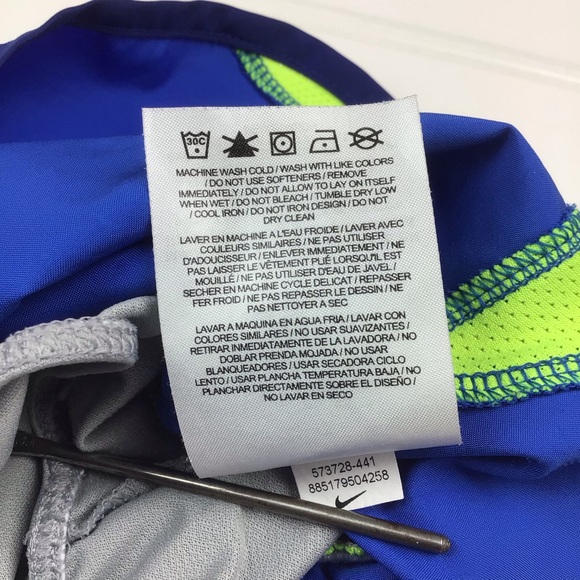 30C
MACHINE WASH COLD / WASH WITH LIKE COLORS
/ DO NOT USE SOFTENERS / REMOVE
IMMEDIATELY / DO NOT ALLOW TO LAY ON ITSELF
WHEN WET / DO NOT BLEACH / TUMBLE DRY LOW
/ COOL IRON / DO NOT IRON DESIGN / DO NOT
DRY CLEAN
LAVER EN MACHINE A L'EAU FROIDE / LAVER AVEC
COULEURS SIMILAIRES / NE PAS UTILISER
D'ADOUCISSEUR / ENLEVER IMMEDIATEMENT / NE
PAS LAISSER LE VÊTEMENT PLIÉ LORSQU'IL EST
MOUILLÉ / NE PAS UTILISER D'EAU DE JAVEL /
SECHER EN MACHINE CYCLE DELICAT / REPASSER
FER FROID / NE PAS REPASSER LE DESSIN / NE
PAS NETTOYER A SEC
LAVAR A MAQUINA EN AGUA FRIA / LAVAR CON
COLORES SIMILARES / NO USAR SUAVIZANTES /
RETIRAR INMEDIATAMENTE DE LA LAVADORA / NO
DOBLAR PRENDA MOJADA / NO USAR
BLANQUEADORES / USAR SECADORA CICLO
LENTO / USAR PLANCHA TEMPERATURA BAJA / NO
PLANCHAR DIRECTAMENTE SOBRE EL DISEÑO /
NO LAVAR EN SECO
573728-441
885179504258